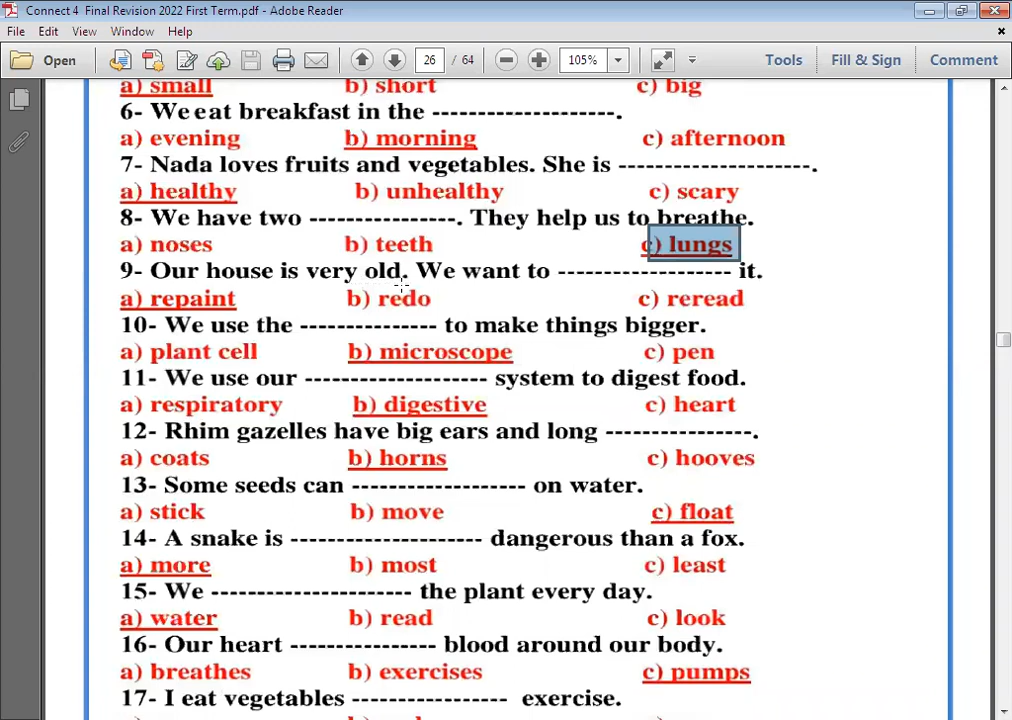 Connect 4 Final Revision 2022 First Term.pdf - Adobe Reader
File Edit View Window Help
Open 26 / 64 105% Tools Fill & Sign Comment
a) small b) short c) big
6- We eat breakfast in the --------------------.
a) evening b) morning c) afternoon
7- Nada loves fruits and vegetables. She is ---------------------.
a) healthy b) unhealthy c) scary
8- We have two ----------------. They help us to breathe.
a) noses b) teeth c) lungs
9- Our house is very old. We want to ------------------- it.
a) repaint b) redo c) reread
10- We use the --------------- to make things bigger.
a) plant cell b) microscope c) pen
11- We use our -------------------- system to digest food.
a) respiratory b) digestive c) heart
12- Rhim gazelles have big ears and long ----------------.
a) coats b) horns c) hooves
13- Some seeds can ------------------- on water.
a) stick b) move c) float
14- A snake is --------------------- dangerous than a fox.
a) more b) most c) least
15- We ---------------------- the plant every day.
a) water b) read c) look
16- Our heart ---------------- blood around our body.
a) breathes b) exercises c) pumps
17- I eat vegetables ----------------- exercise.